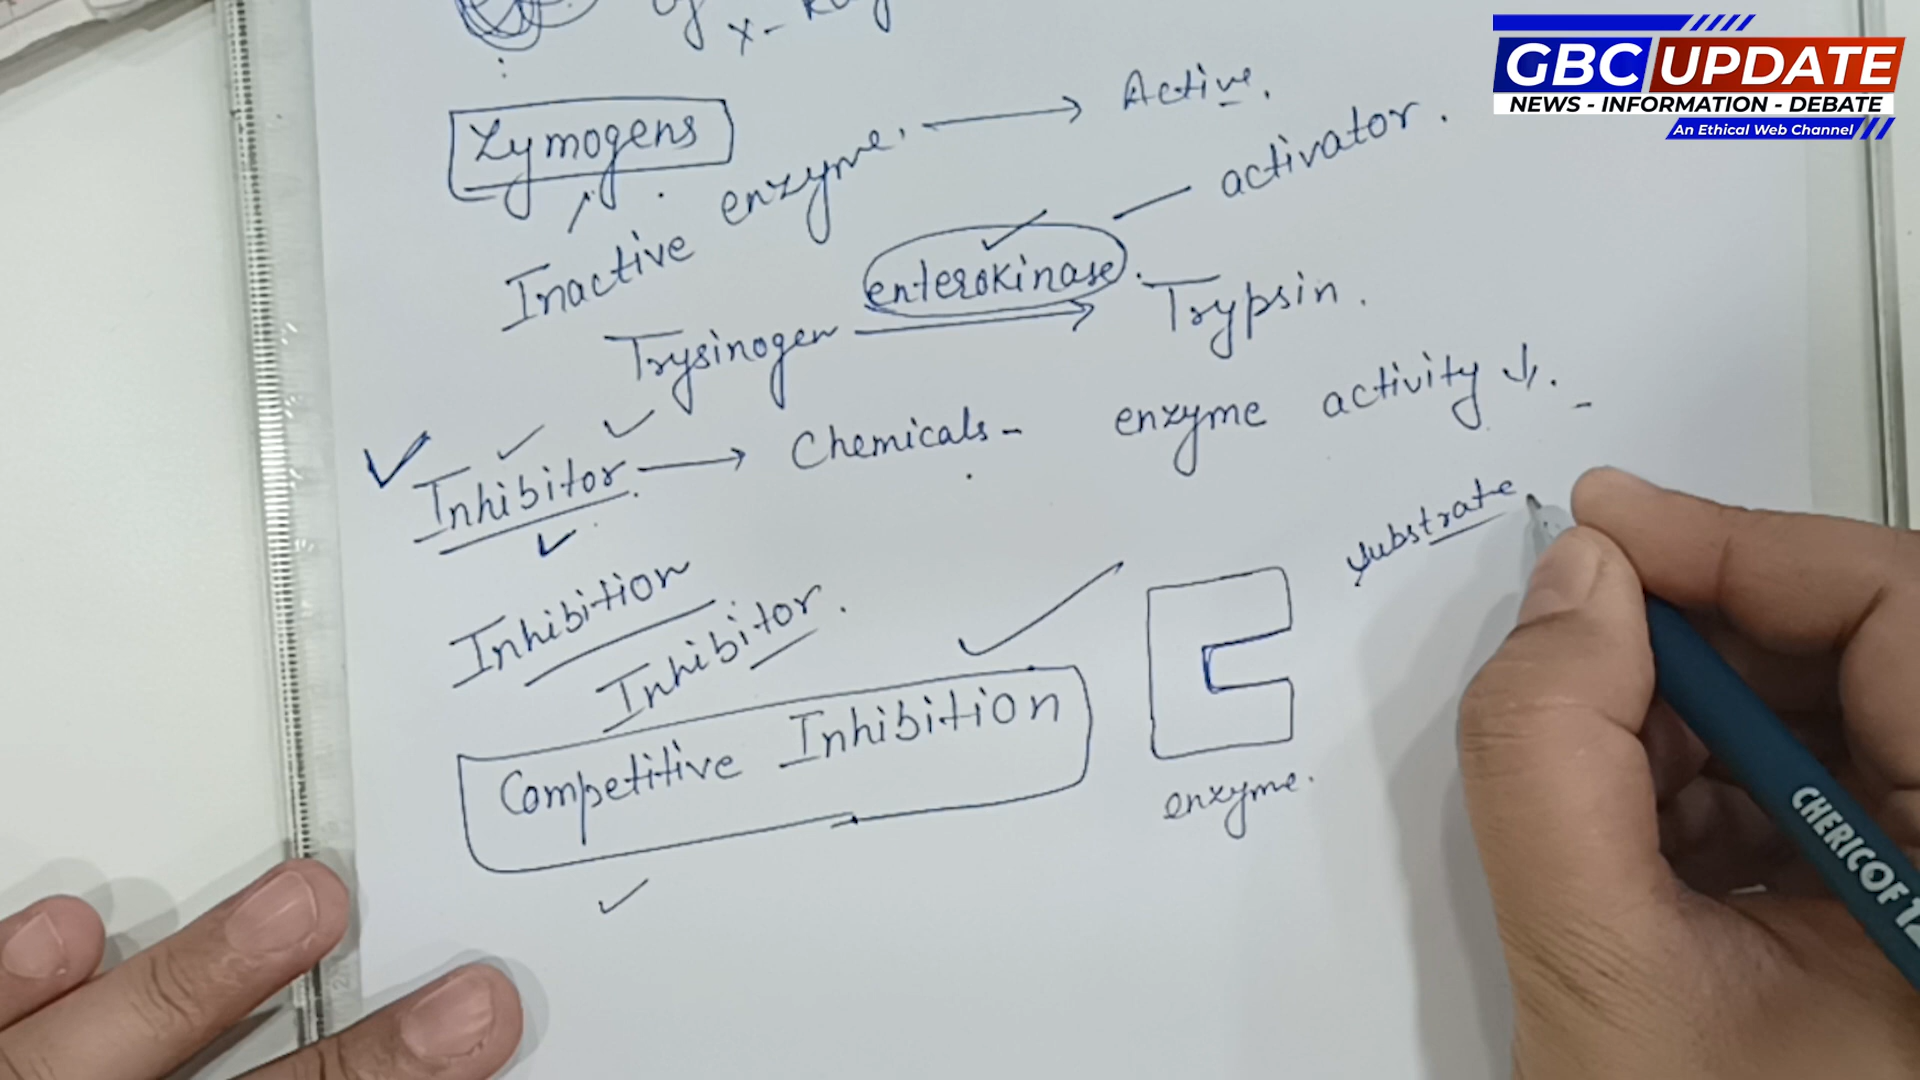 x-
GBC UPDATE
NEWS - INFORMATION - DEBATE
An Ethical Web Channel
Zymogens
Inactive enzyme. → Active.
enterokinase. - activator.
Trysinogen → Trypsin.
Inhibitor. → Chemicals - enzyme activity ↓.
Inhibition
Inhibitor.
Competitive Inhibition
substrate
enzyme.
CHERICOF 12